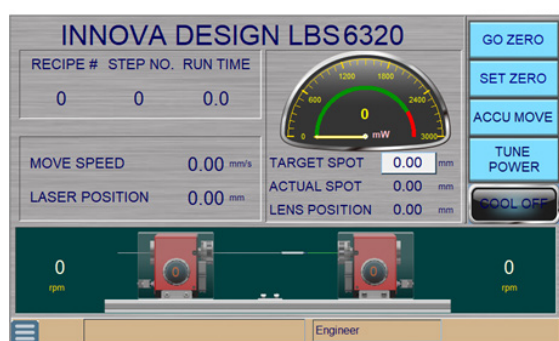 INNOVA DESIGN LBS6320
RECIPE # STEP NO. RUN TIME
0 0 0.0
600 1200 1800 2400
0 3000
0
mW
MOVE SPEED 0.00 mm/s
LASER POSITION 0.00 mm
TARGET SPOT 0.00 mm
ACTUAL SPOT 0.00 mm
LENS POSITION 0.00 mm
GO ZERO
SET ZERO
ACCU MOVE
TUNE
POWER
COOL OFF
0
rpm
0
0
0
rpm
Engineer